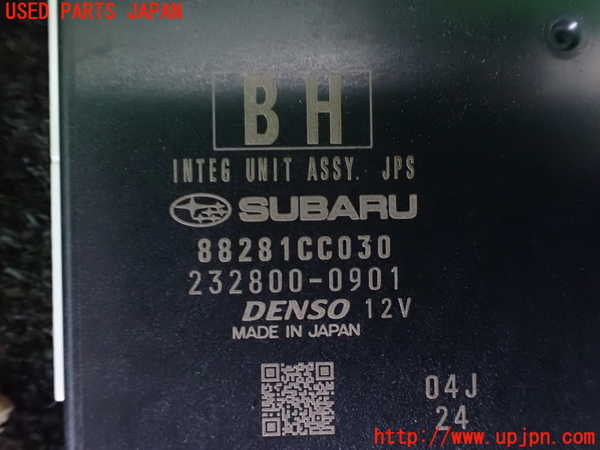 USED PARTS JAPAN
BH
INTEG UNIT ASSY. JPS
SUBARU
88281CC030
232800-0901
DENSO 12V
MADE IN JAPAN
04J
24
http://www.upjpn.com/